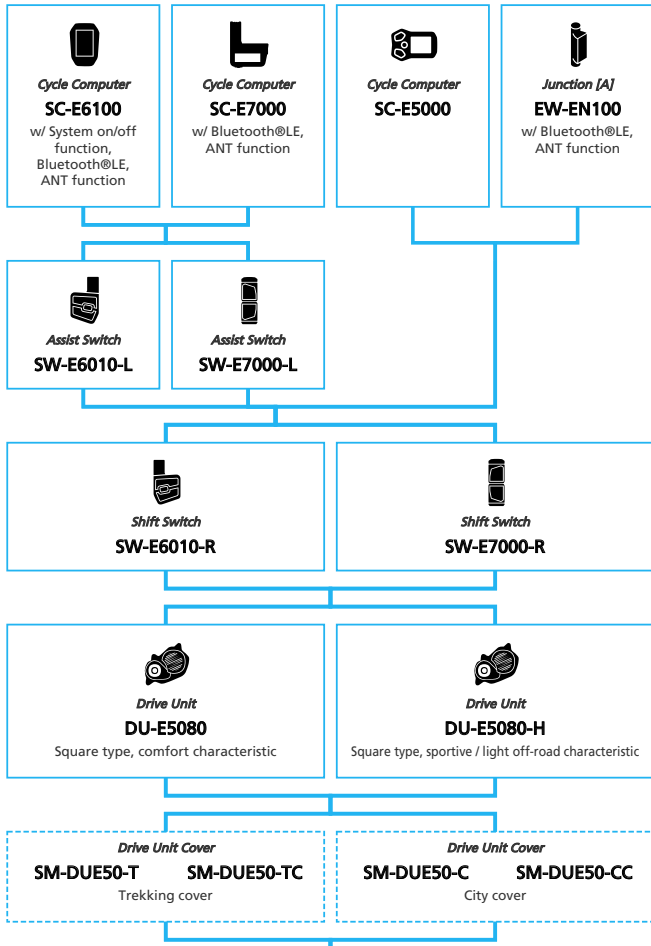 Cycle Computer
SC-E6100
w/ System on/off
function,
Bluetooth®LE,
ANT function
Cycle Computer
SC-E7000
w/ Bluetooth®LE,
ANT function
Cycle Computer
SC-E5000
Junction [A]
EW-EN100
w/ Bluetooth®LE,
ANT function
Assist Switch
SW-E6010-L
Assist Switch
SW-E7000-L
Shift Switch
SW-E6010-R
Shift Switch
SW-E7000-R
Drive Unit
DU-E5080
Square type, comfort characteristic
Drive Unit
DU-E5080-H
Square type, sportive / light off-road characteristic
Drive Unit Cover
SM-DUE50-T SM-DUE50-TC
Trekking cover
Drive Unit Cover
SM-DUE50-C SM-DUE50-CC
City cover